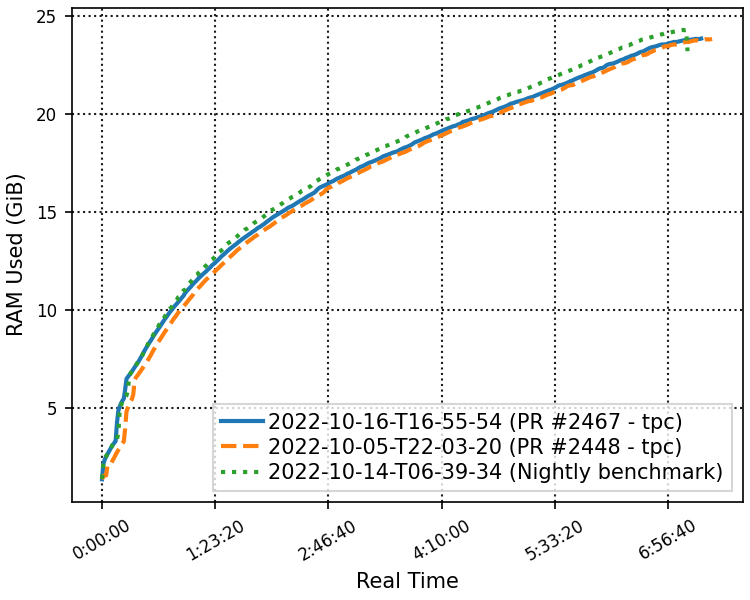 25
20
15
10
5
RAM Used (GiB)
2022-10-16-T16-55-54 (PR #2467 - tpc)
2022-10-05-T22-03-20 (PR #2448 - tpc)
2022-10-14-T06-39-34 (Nightly benchmark)
0:00:00
1:23:20
2:46:40
4:10:00
5:33:20
6:56:40
Real Time